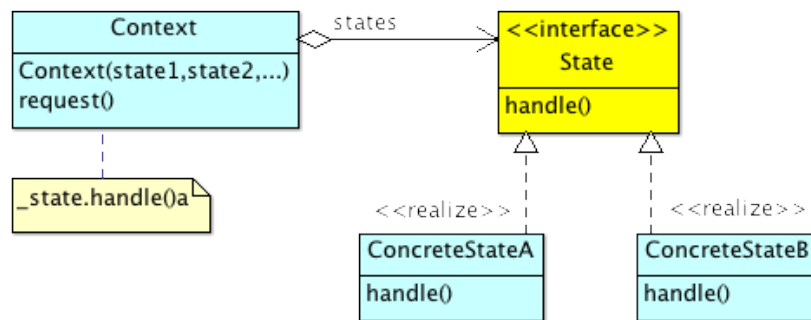 Context
Context(state1,state2,...)
request()
states
<<interface>>
State
handle()
_state.handle()a
<<realize>>
<<realize>>
ConcreteStateA
handle()
ConcreteStateB
handle()